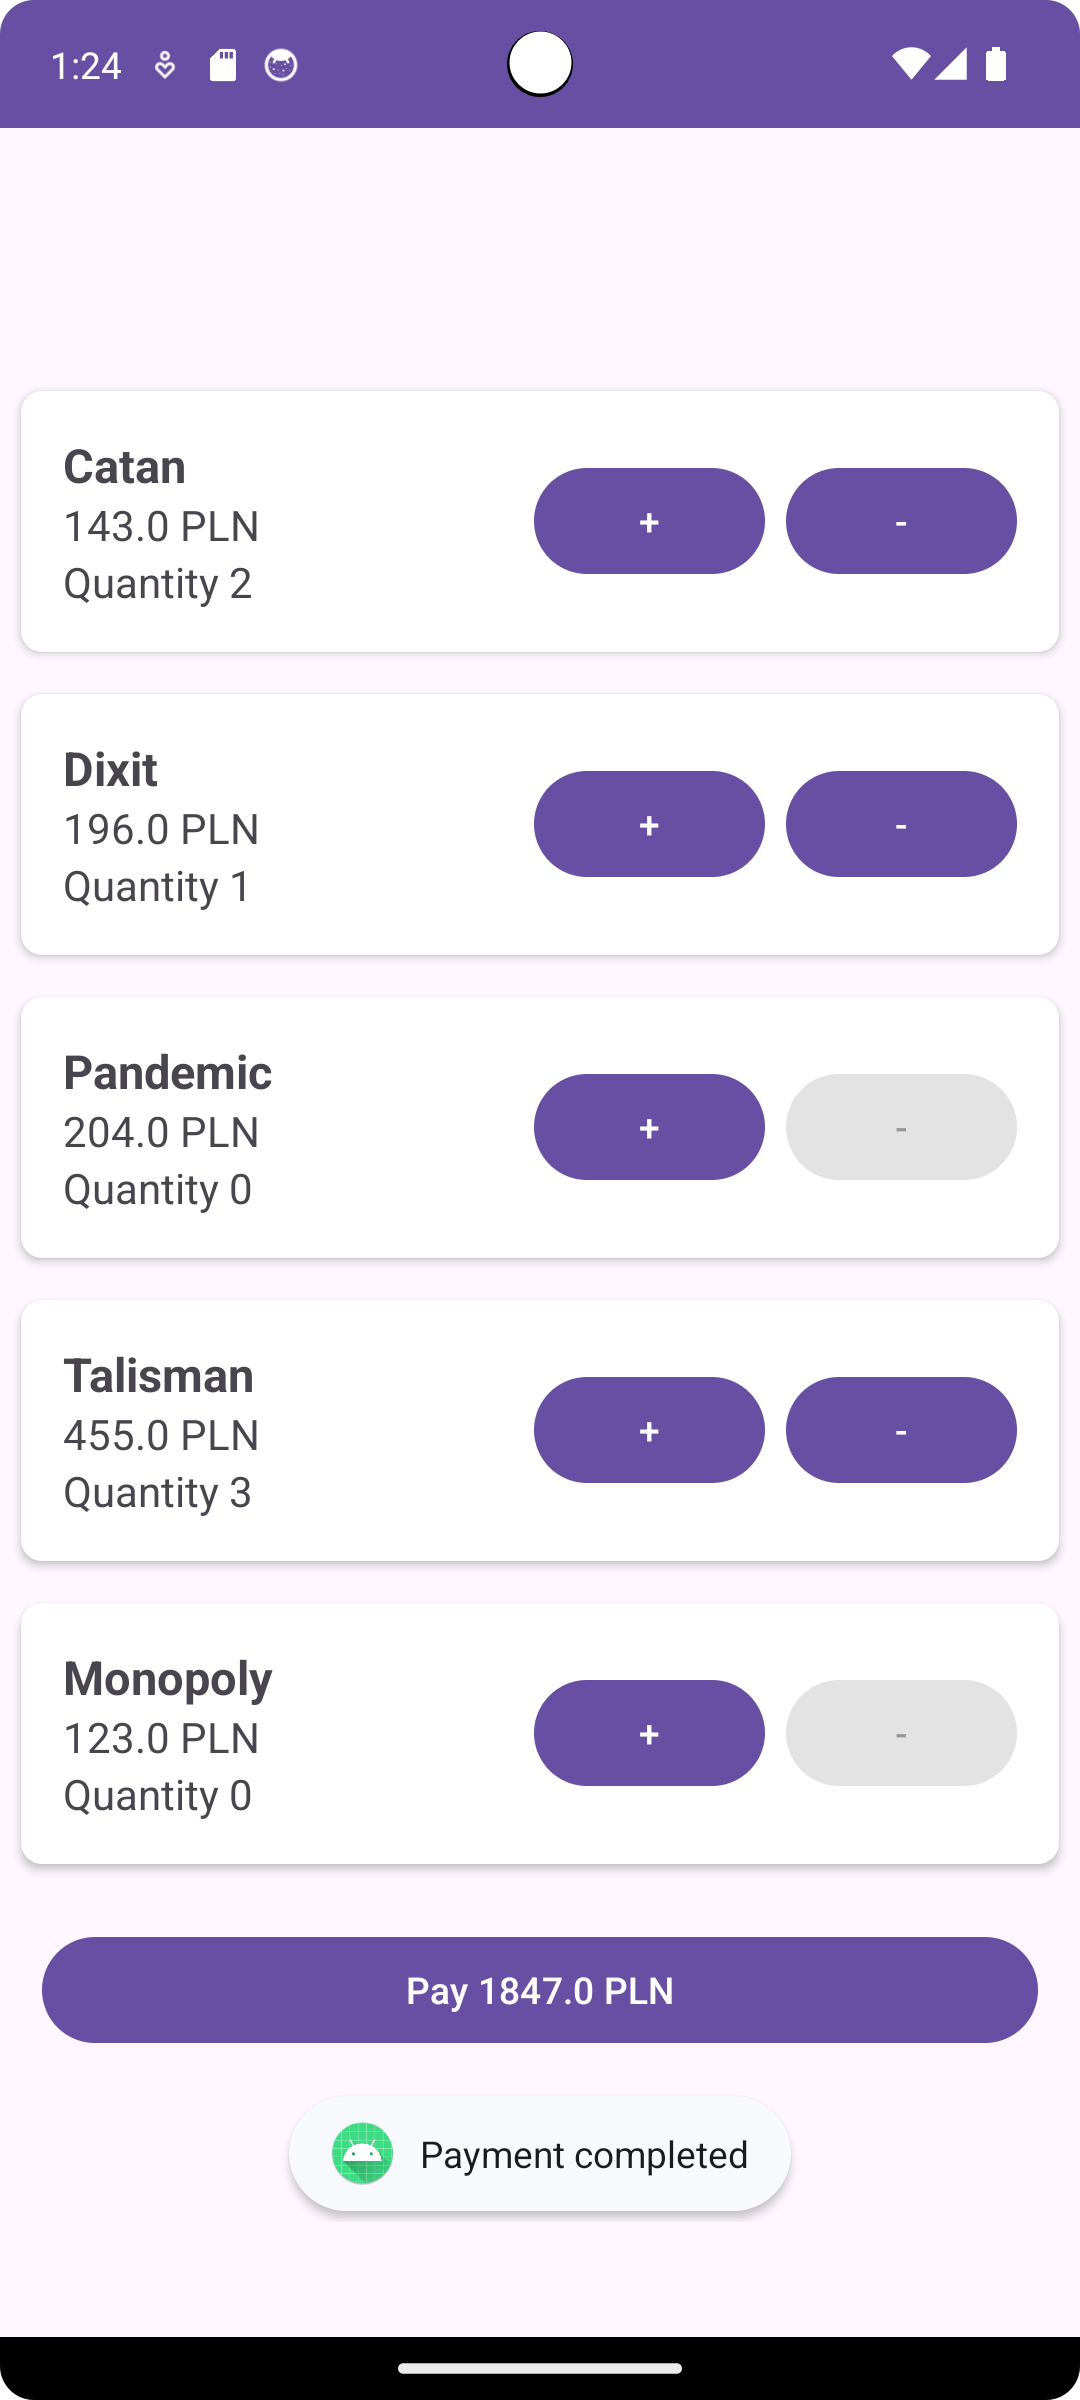 1:24
Catan
143.0 PLN
Quantity 2
+
-
Dixit
196.0 PLN
Quantity 1
+
-
Pandemic
204.0 PLN
Quantity 0
+
-
Talisman
455.0 PLN
Quantity 3
+
-
Monopoly
123.0 PLN
Quantity 0
+
-
Pay 1847.0 PLN
Payment completed